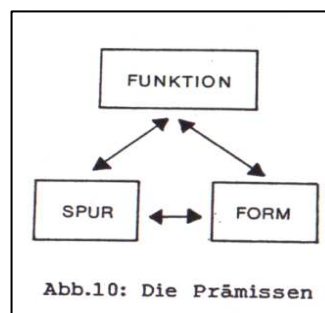 FUNKTION
SPUR
FORM
Abb.10: Die Prämissen